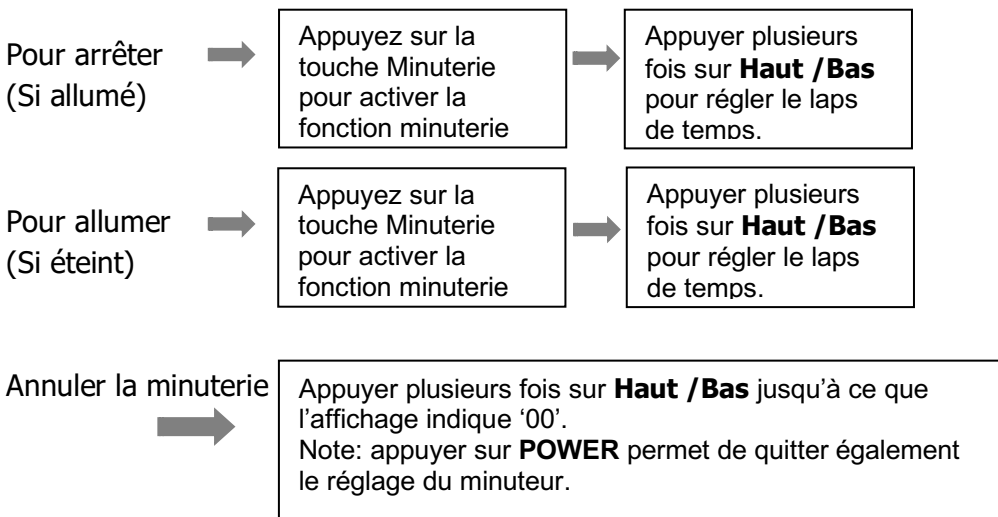 Pour arrêter
(Si allumé)
Appuyez sur la
touche Minuterie
pour activer la
fonction minuterie
Appuyer plusieurs
fois sur Haut /Bas
pour régler le laps
de temps.
Pour allumer
(Si éteint)
Appuyez sur la
touche Minuterie
pour activer la
fonction minuterie
Appuyer plusieurs
fois sur Haut /Bas
pour régler le laps
de temps.
Annuler la minuterie
Appuyer plusieurs fois sur Haut /Bas jusqu’à ce que
l’affichage indique ‘00’.
Note: appuyer sur POWER permet de quitter également
le réglage du minuteur.